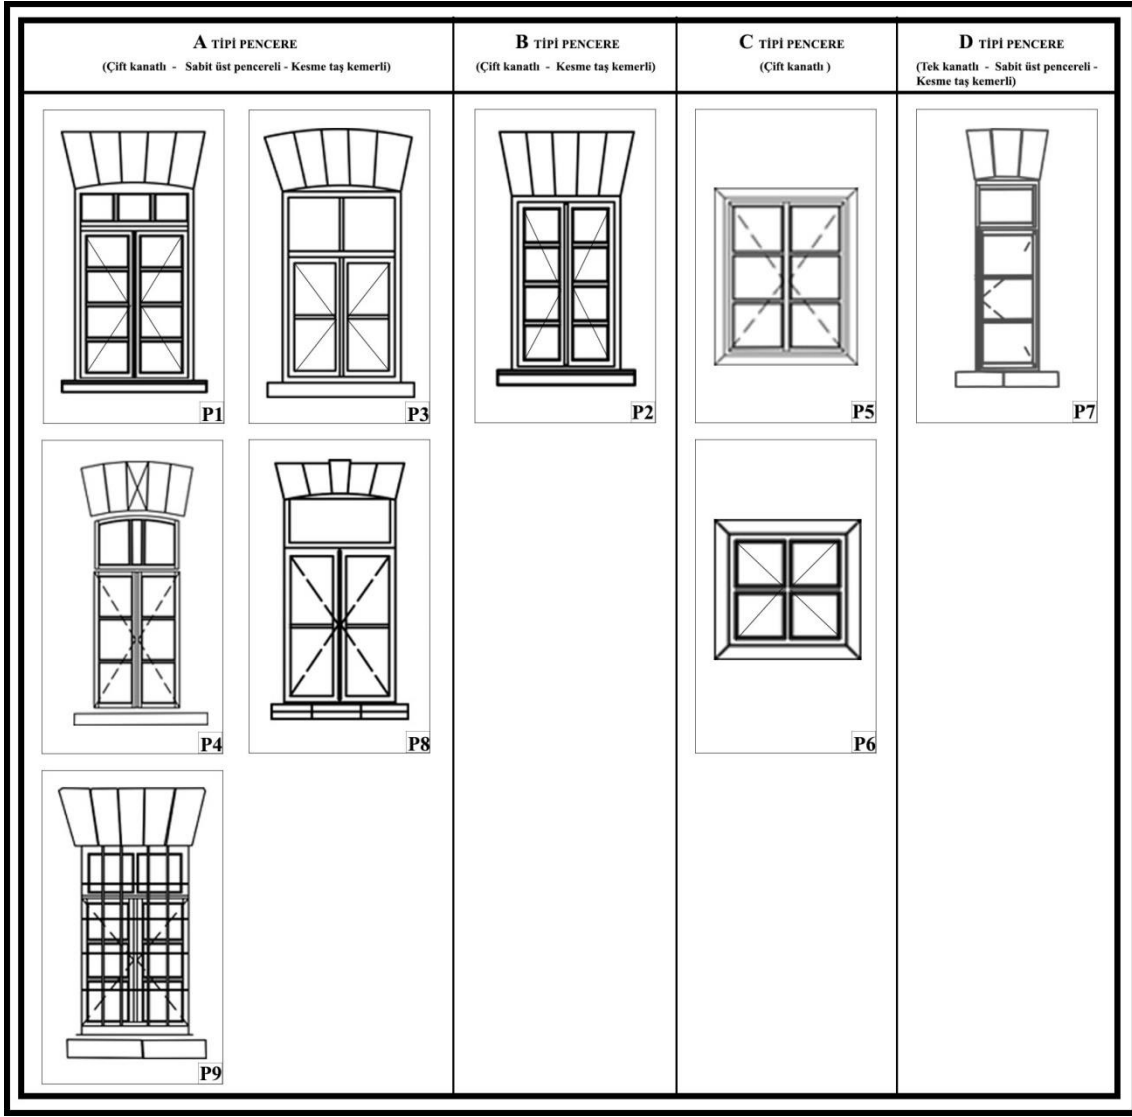 A TİPİ PENCERE
(Çift kanatlı - Sabit üst pencereli - Kesme taş kemerli)
B TİPİ PENCERE
(Çift kanatlı - Kesme taş kemerli)
C TİPİ PENCERE
(Çift kanatlı )
D TİPİ PENCERE
(Tek kanatlı - Sabit üst pencereli -
Kesme taş kemerli)
P1
P3
P2
P5
P7
P4
P8
P6
P9